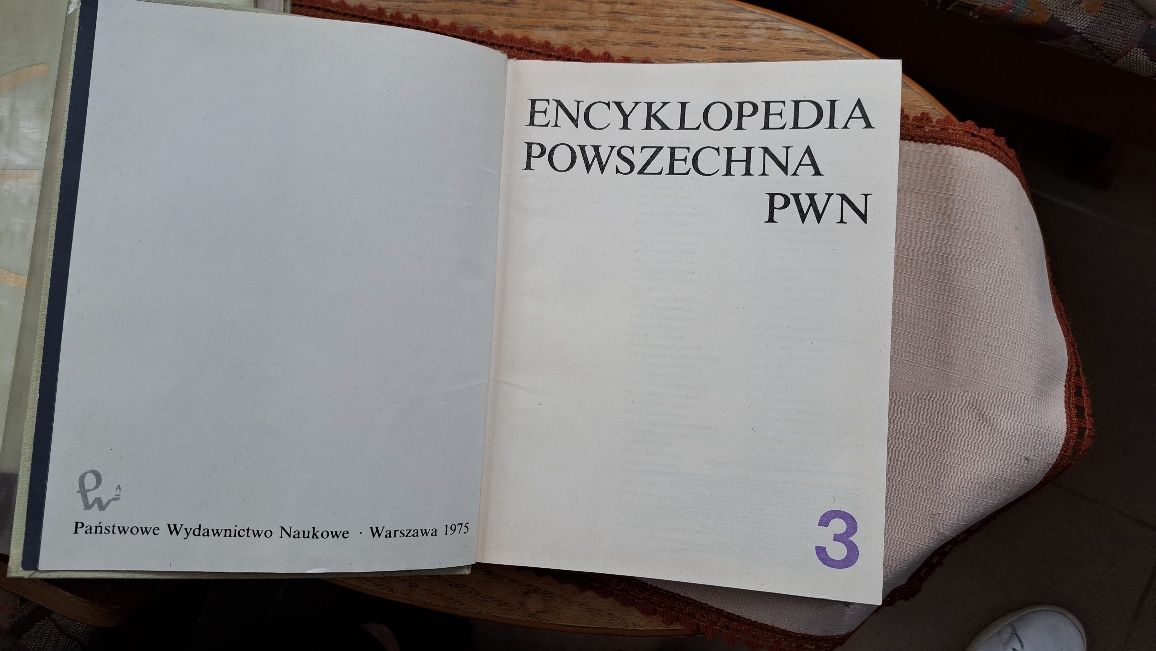 Państwowe Wydawnictwo Naukowe · Warszawa 1975
ENCYKLOPEDIA
POWSZECHNA
PWN
3